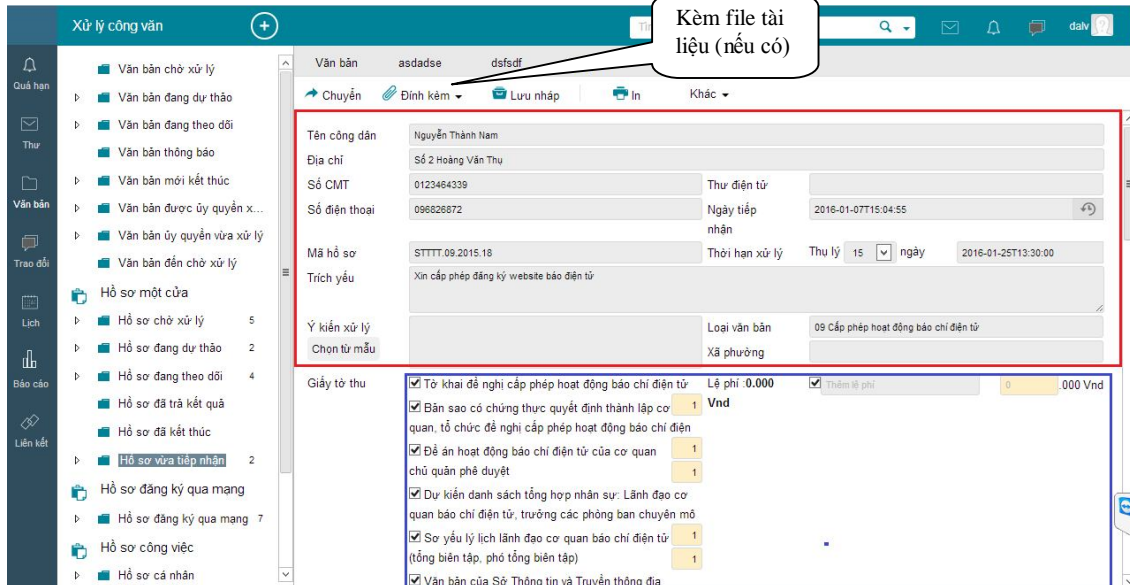 Xử lý công văn
Kèm file tài
liệu (nếu có)
dalv
Quá hạn
Thư
Văn bản
Trao đổi
Lịch
Báo cáo
Liên kết
Văn bản chờ xử lý
Văn bản đang dự thảo
Văn bản đang theo dõi
Văn bản thông báo
Văn bản mới kết thúc
Văn bản được ủy quyền x...
Văn bản ủy quyền vừa xử lý
Văn bản đến chờ xử lý
Hồ sơ một cửa
Hồ sơ chờ xử lý 5
Hồ sơ đang dự thảo 2
Hồ sơ đang theo dõi 4
Hồ sơ đã trả kết quả
Hồ sơ đã kết thúc
Hồ sơ vừa tiếp nhận 2
Hồ sơ đăng ký qua mạng
Hồ sơ đăng ký qua mạng 7
Hồ sơ công việc
Hồ sơ cá nhân
Văn bản asdadse dsfsdf
Chuyển Đính kèm Lưu nháp In Khác
Tên công dân Nguyễn Thành Nam
Địa chỉ Số 2 Hoàng Văn Thụ
Số CMT 0123464339 Thư điện tử
Số điện thoại 096826872 Ngày tiếp nhận 2016-01-07T15:04:55
Mã hồ sơ STTTT.09.2015.18 Thời hạn xử lý Thụ lý 15 ngày 2016-01-25T13:30:00
Trích yếu Xin cấp phép đăng ký website báo điện tử
Ý kiến xử lý Loại văn bản 09 Cấp phép hoạt động báo chí điện tử
Chọn từ mẫu Xã phường
Giấy tờ thu Tờ khai đề nghị cấp phép hoạt động báo chí điện tử Lệ phí :0.000 Thêm lệ phí 0 .000 Vnd
Bản sao có chứng thực quyết định thành lập cơ 1 Vnd
quan, tổ chức đề nghị cấp phép hoạt động báo chí điện
Đề án hoạt động báo chí điện tử của cơ quan 1
chủ quản phê duyệt 1
Dự kiến danh sách tổng hợp nhân sự: Lãnh đạo cơ
quan báo chí điện tử, trưởng các phòng ban chuyên mô
Sơ yếu lý lịch lãnh đạo cơ quan báo chí điện tử 1
(tổng biên tập, phó tổng biên tập) 1
Văn bản của Sở Thông tin và Truyền thông địa